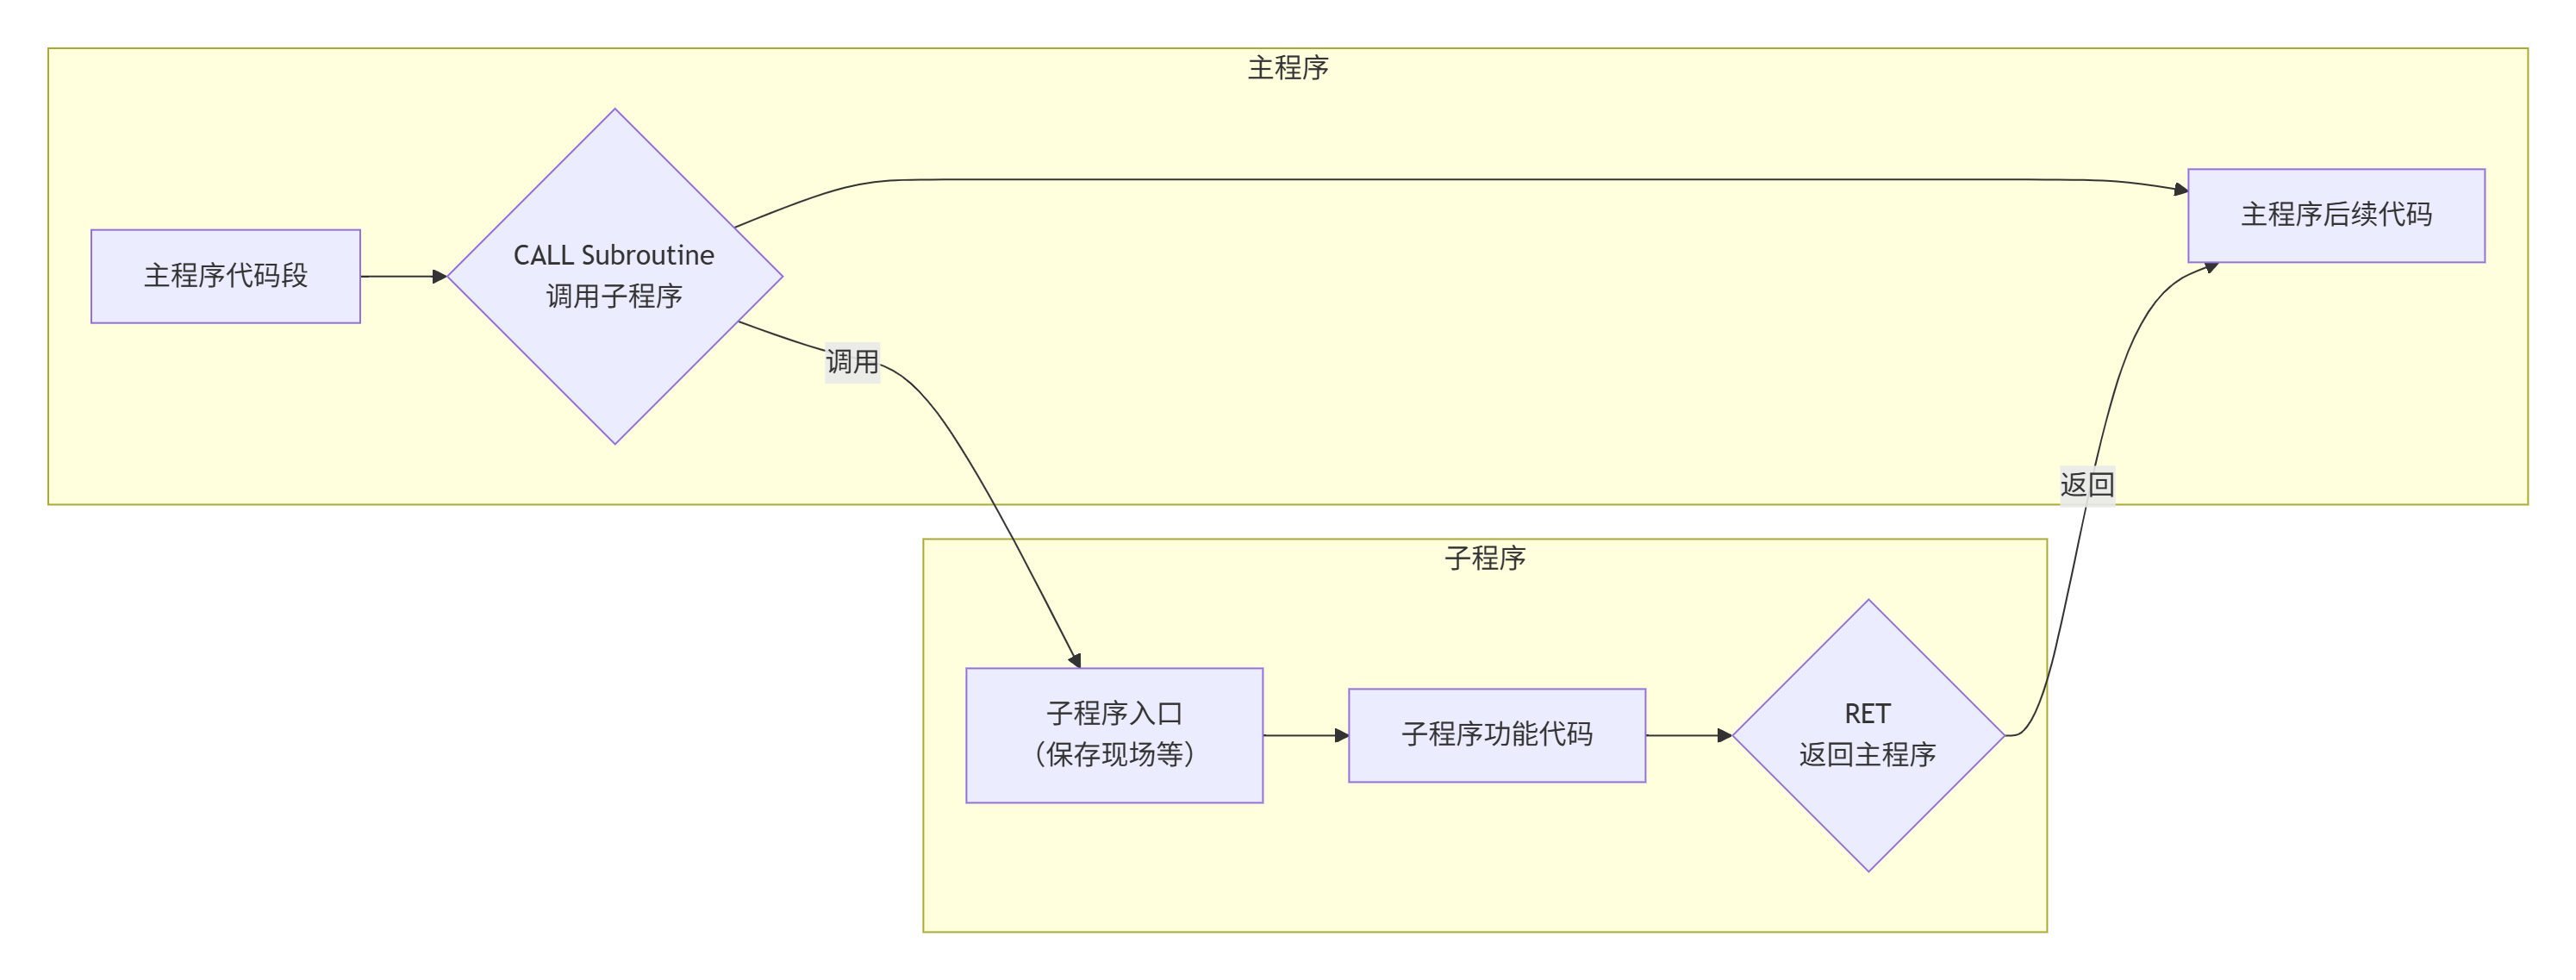 主程序
主程序代码段
CALL Subroutine
调用子程序
主程序后续代码
调用
返回
子程序
子程序入口
（保存现场等）
子程序功能代码
RET
返回主程序